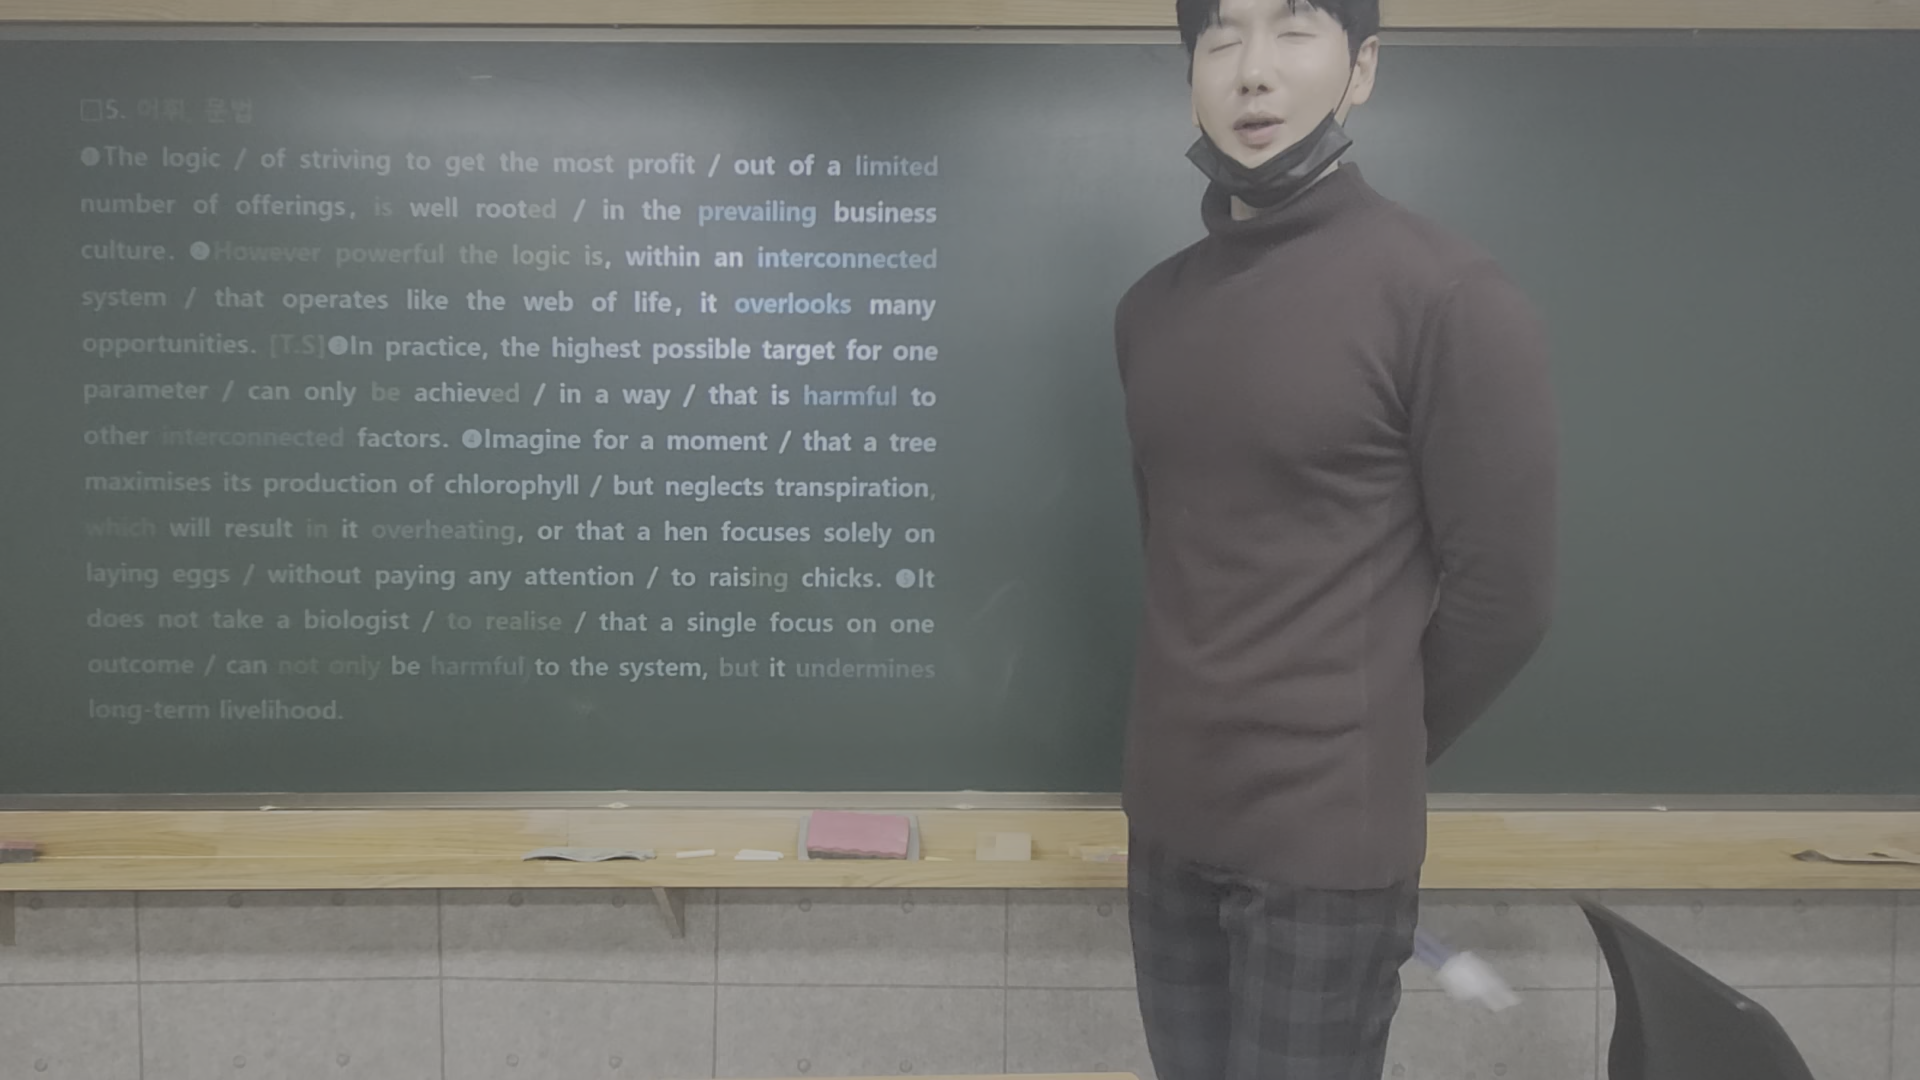 □5. 어휘, 문법
❶The logic / of striving to get the most profit / out of a limited
number of offerings, is well rooted / in the prevailing business
culture. ❷However powerful the logic is, within an interconnected
system / that operates like the web of life, it overlooks many
opportunities. [T.S]❸In practice, the highest possible target for one
parameter / can only be achieved / in a way / that is harmful to
other interconnected factors. ❹Imagine for a moment / that a tree
maximises its production of chlorophyll / but neglects transpiration,
which will result in it overheating, or that a hen focuses solely on
laying eggs / without paying any attention / to raising chicks. ❺It
does not take a biologist / to realise / that a single focus on one
outcome / can not only be harmful to the system, but it undermines
long-term livelihood.